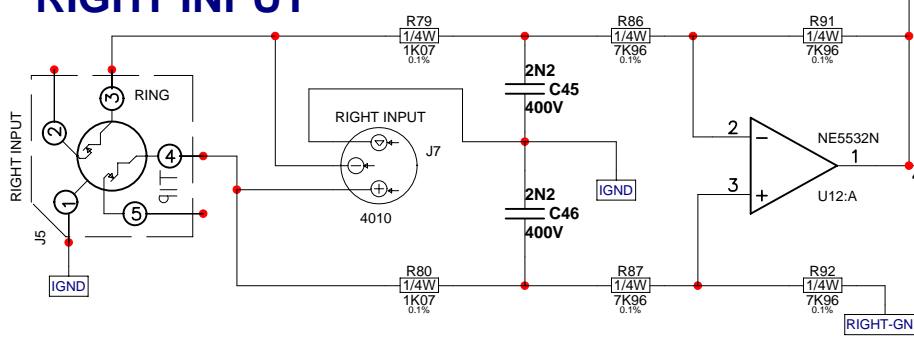 RIGHT INPUT
R79
1/4W
1K07
0.1%
R86
1/4W
7K96
0.1%
R91
1/4W
7K96
0.1%
2N2
C45
400V
RIGHT INPUT
3
RING
2
RIGHT INPUT
4
TIP
1
5
J5
IGND
RIGHT INPUT
J7
4010
IGND
2N2
C46
400V
2
3
NE5532N
1
U12:A
R80
1/4W
1K07
0.1%
R87
1/4W
7K96
0.1%
R92
1/4W
7K96
0.1%
RIGHT-GN